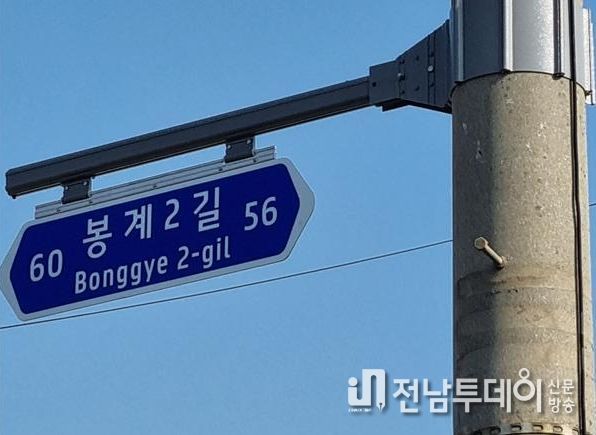 60 봉계2길 56
Bonggye 2-gil
전남투데이 신문
방송